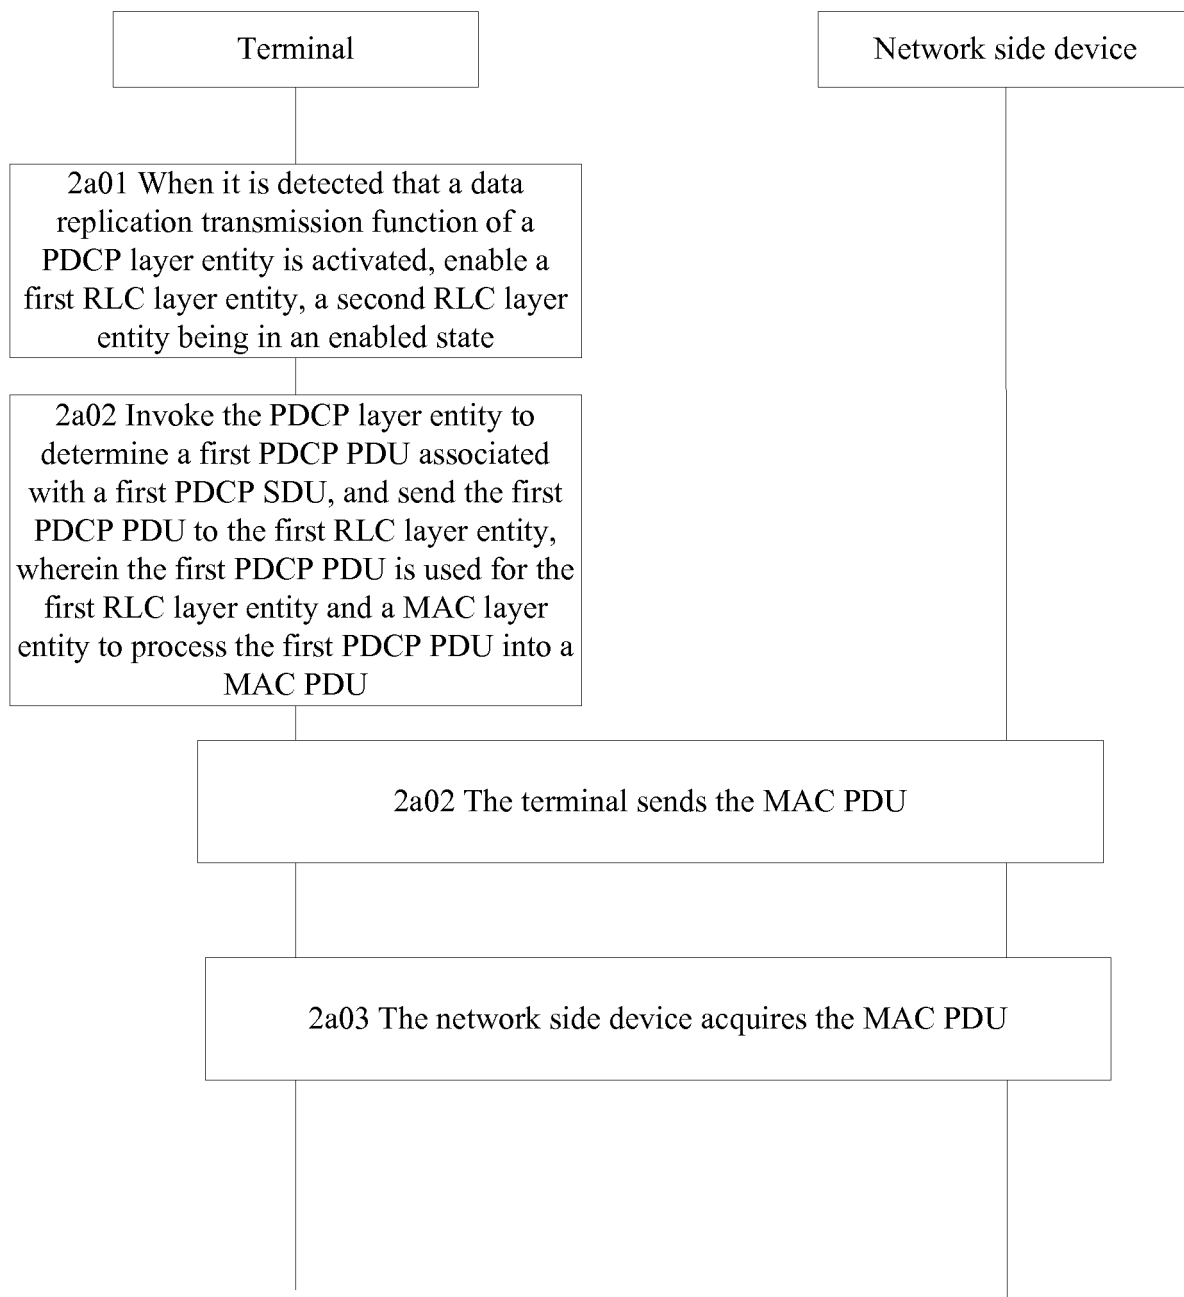 Terminal
Network side device
2a01 When it is detected that a data
replication transmission function of a
PDCP layer entity is activated, enable a
first RLC layer entity, a second RLC layer
entity being in an enabled state
2a02 Invoke the PDCP layer entity to
determine a first PDCP PDU associated
with a first PDCP SDU, and send the first
PDCP PDU to the first RLC layer entity,
wherein the first PDCP PDU is used for the
first RLC layer entity and a MAC layer
entity to process the first PDCP PDU into a
MAC PDU
2a02 The terminal sends the MAC PDU
2a03 The network side device acquires the MAC PDU